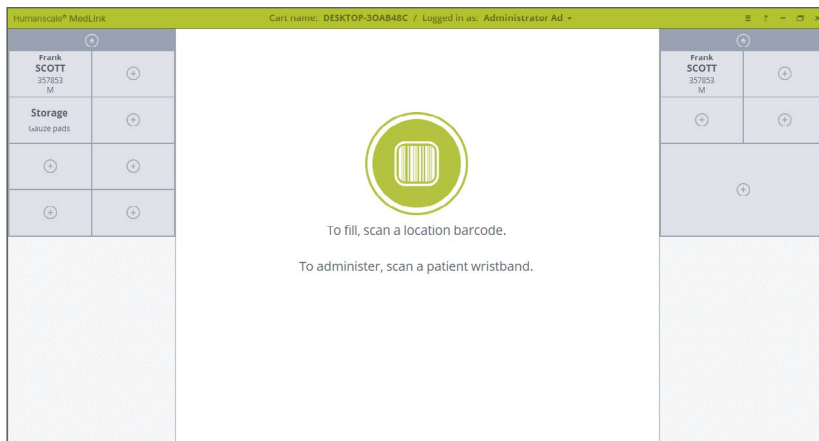 Humanscale® MedLink
Cart name: DESKTOP-3OAB48C / Logged in as: Administrator Ad
?
Frank
SCOTT
357853
M
Storage
Gauze pads
To fill, scan a location barcode.
To administer, scan a patient wristband.
Frank
SCOTT
357853
M